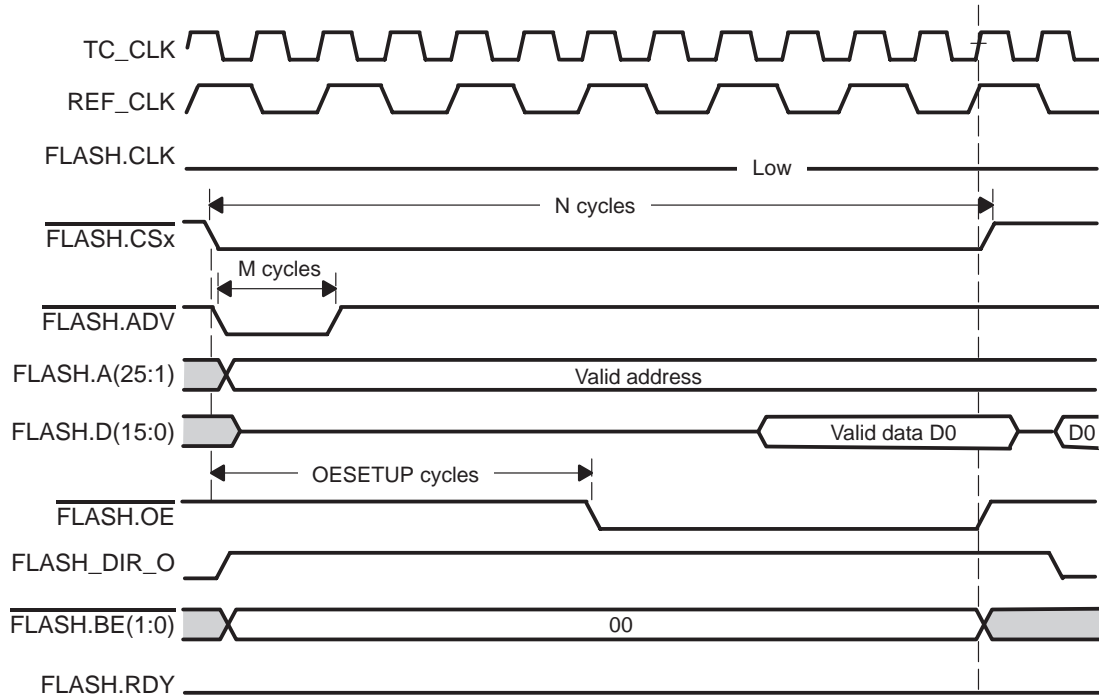 TC_CLK
REF_CLK
FLASH.CLK
Low
N cycles
FLASH.CSx
M cycles
FLASH.ADV
FLASH.A(25:1)
Valid address
FLASH.D(15:0)
Valid data D0
D0
OESETUP cycles
FLASH.OE
FLASH_DIR_O
FLASH.BE(1:0)
00
FLASH.RDY